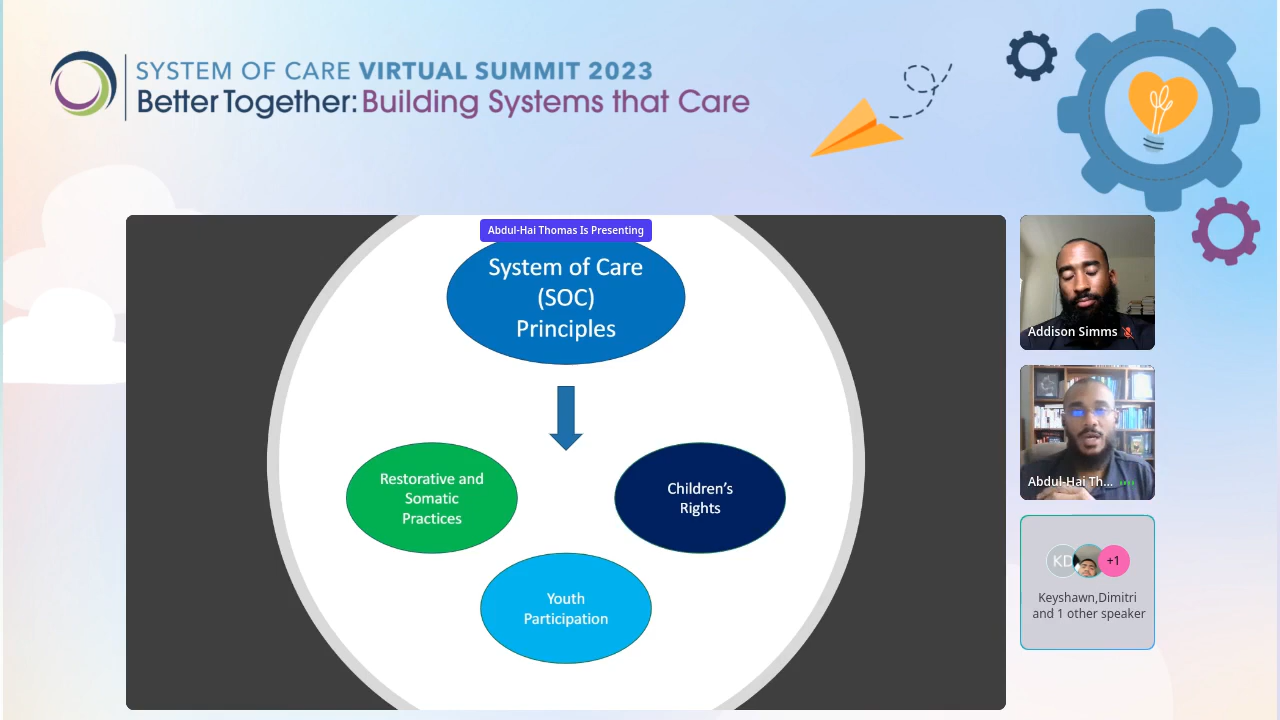 SYSTEM OF CARE VIRTUAL SUMMIT 2023
Better Together: Building Systems that Care
Abdul-Hai Thomas Is Presenting
System of Care
(SOC)
Principles
Restorative and
Somatic
Practices
Children's
Rights
Youth
Participation
Addison Simms
Abdul-Hai Th...
KD
+1
Keyshawn,Dimitri
and 1 other speaker